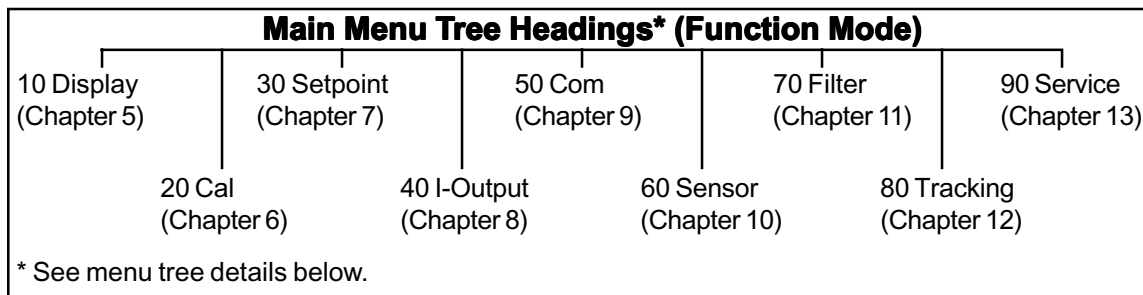 Main Menu Tree Headings* (Function Mode)
10 Display
(Chapter 5)
30 Setpoint
(Chapter 7)
50 Com
(Chapter 9)
70 Filter
(Chapter 11)
90 Service
(Chapter 13)
20 Cal
(Chapter 6)
40 I-Output
(Chapter 8)
60 Sensor
(Chapter 10)
80 Tracking
(Chapter 12)
* See menu tree details below.